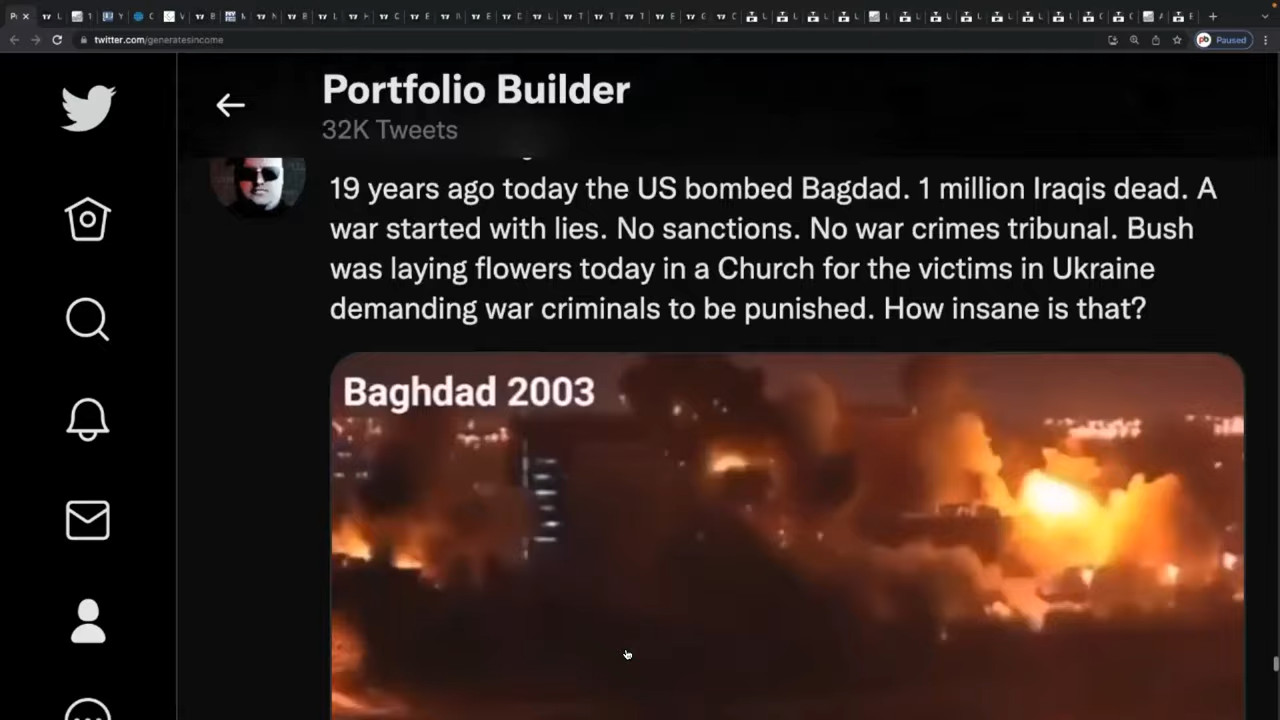 twitter.com/generatesincome
Paused
Portfolio Builder
32K Tweets
19 years ago today the US bombed Bagdad. 1 million Iraqis dead. A
war started with lies. No sanctions. No war crimes tribunal. Bush
was laying flowers today in a Church for the victims in Ukraine
demanding war criminals to be punished. How insane is that?
Baghdad 2003